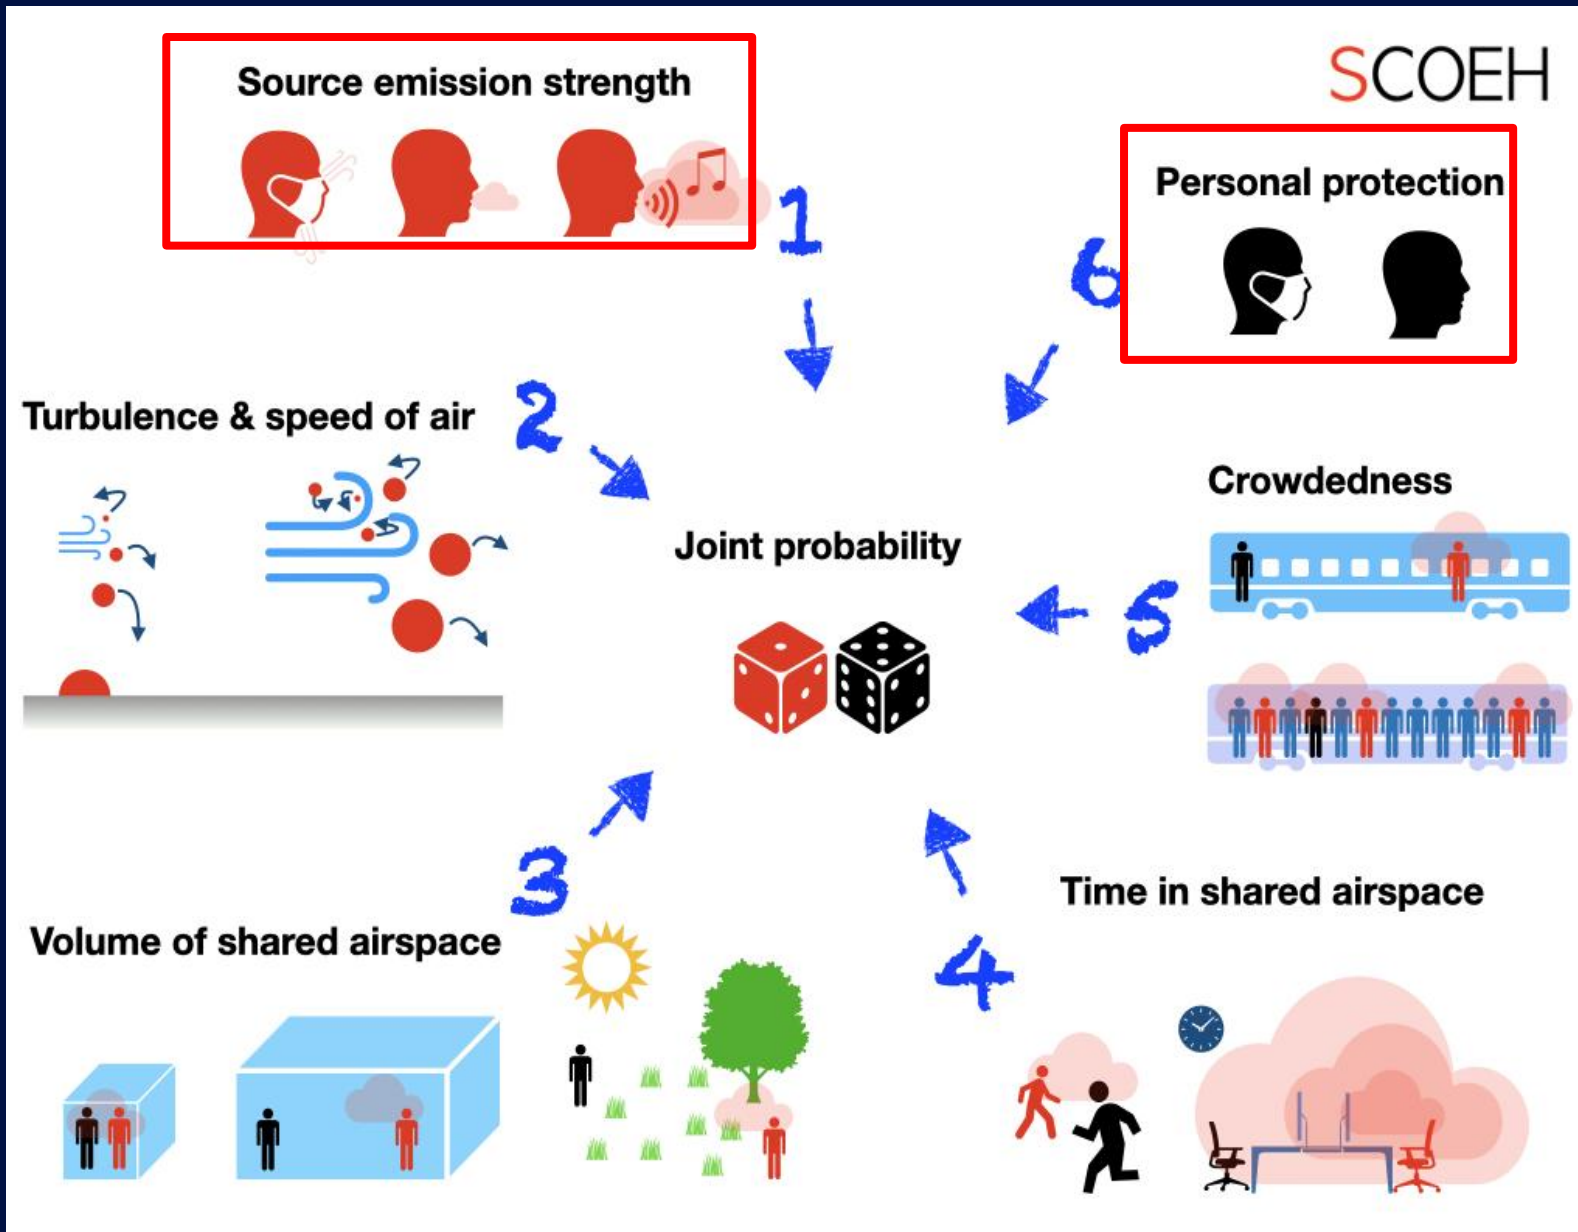 Source emission strength
SCOEH
Personal protection
1
6
Turbulence & speed of air
2
Crowdedness
Joint probability
5
3
Time in shared airspace
Volume of shared airspace
4